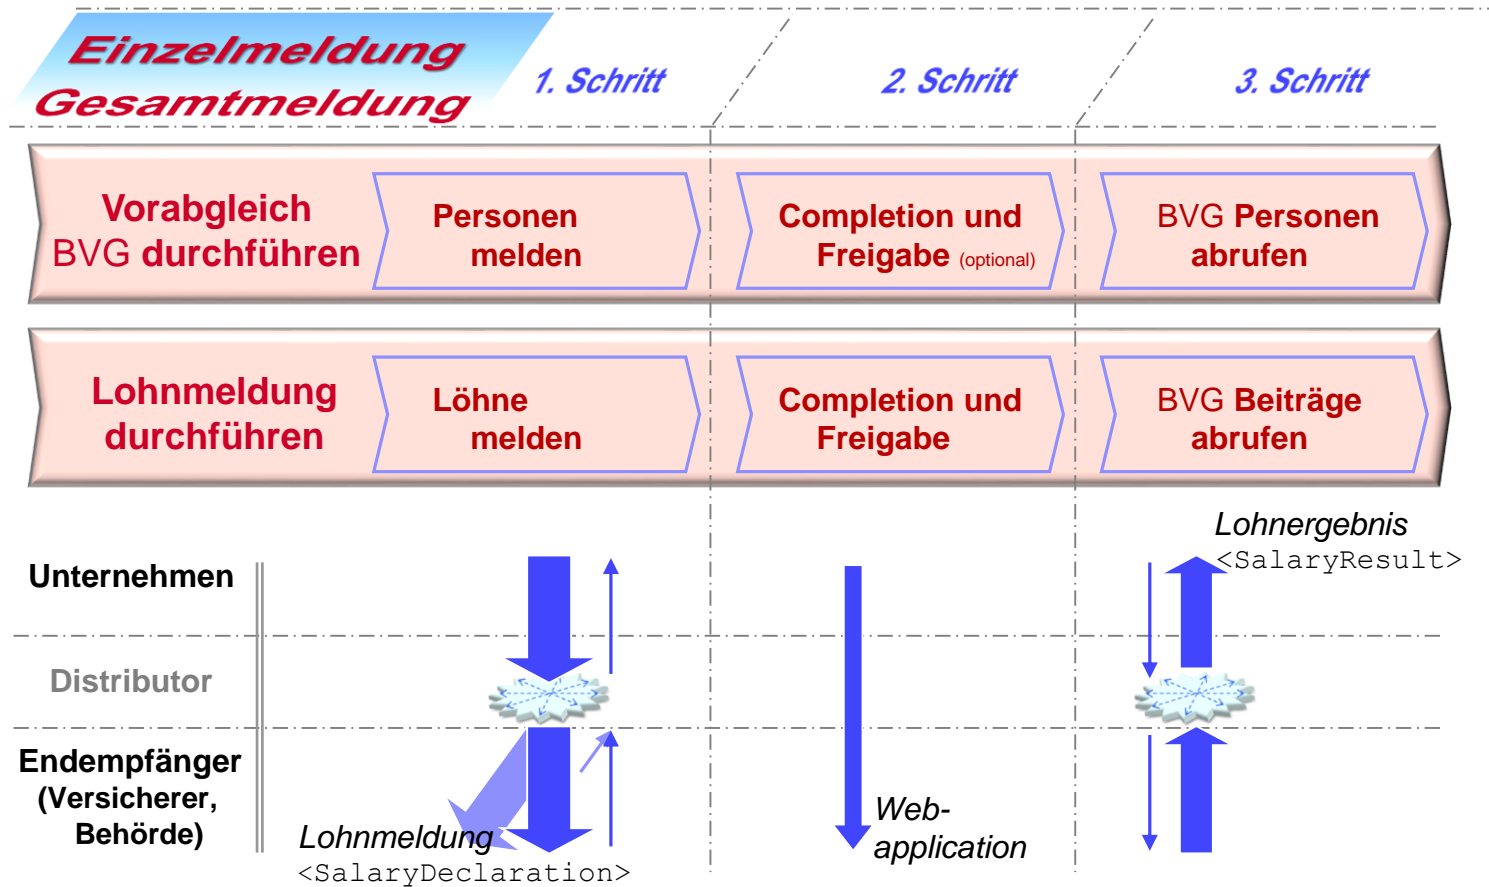 Einzelmeldung
Gesamtmeldung
1. Schritt
2. Schritt
3. Schritt
Vorabgleich
BVG durchführen
Personen
melden
Completion und
Freigabe (optional)
BVG Personen
abrufen
Lohnmeldung
durchführen
Löhne
melden
Completion und
Freigabe
BVG Beiträge
abrufen
Lohnergebnis
<SalaryResult>
Unternehmen
Distributor
Endempfänger
(Versicherer,
Behörde)
Lohnmeldung
<SalaryDeclaration>
Web-
application